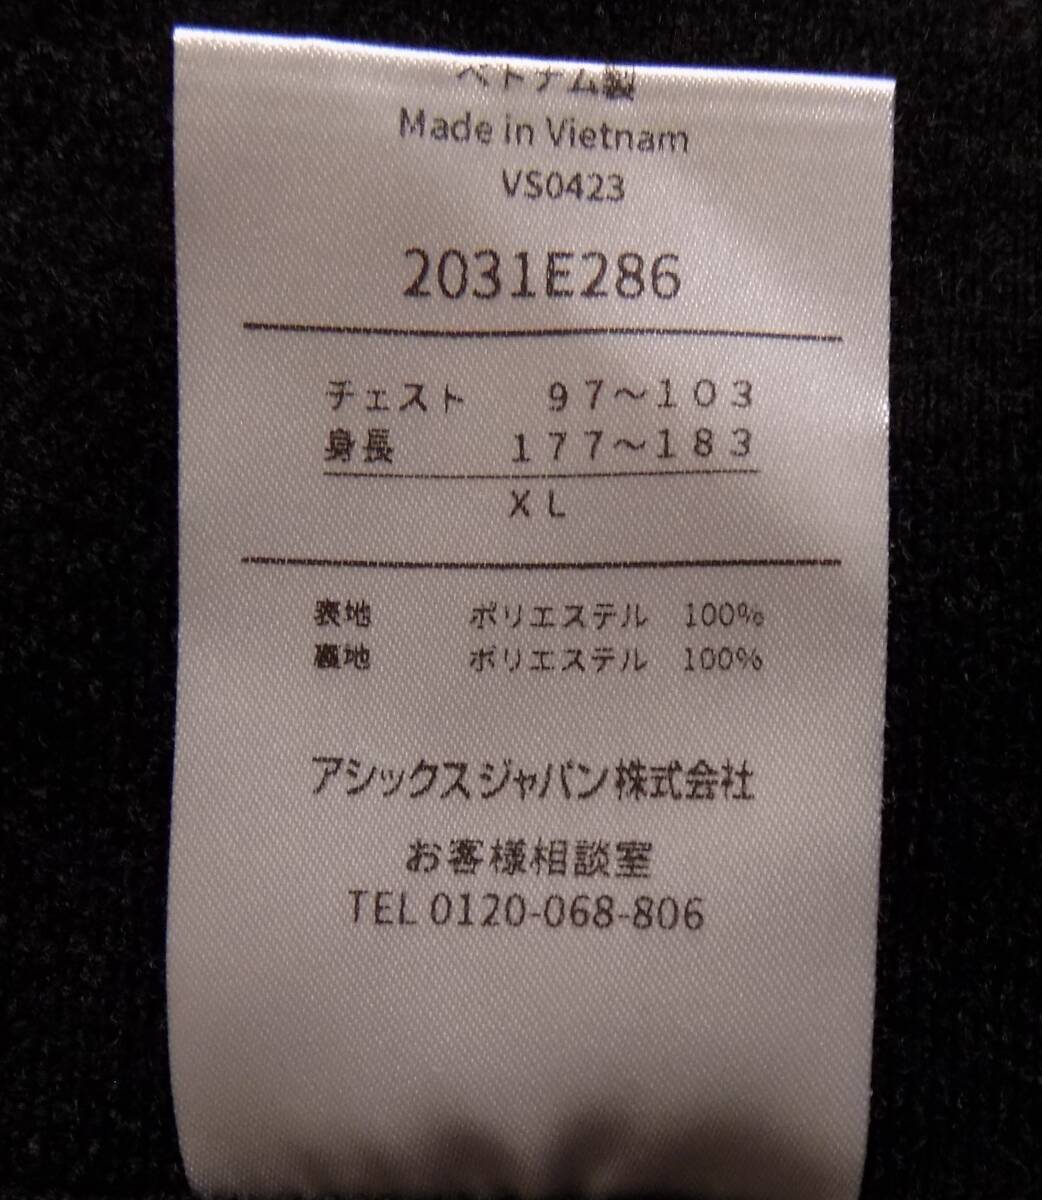 ベトナム製
Made in Vietnam
VS0423
2031E286
チェスト 97～103
身長 177～183
XL
表地 ポリエステル 100%
裏地 ポリエステル 100%
アシックスジャパン株式会社
お客様相談室
TEL 0120-068-806